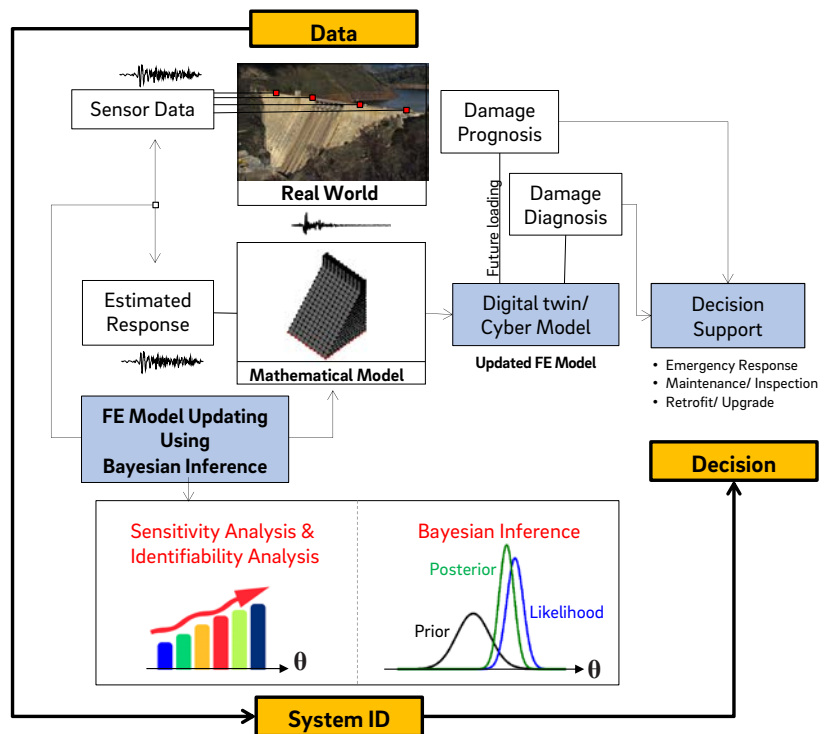 Data
Sensor Data
Real World
Damage
Prognosis
Damage
Diagnosis
Future loading
Estimated
Response
Mathematical Model
Digital twin/
Cyber Model
Updated FE Model
Decision
Support
• Emergency Response
• Maintenance/ Inspection
• Retrofit/ Upgrade
FE Model Updating
Using
Bayesian Inference
Decision
Sensitivity Analysis &
Identifiability Analysis
θ
Bayesian Inference
Posterior
Likelihood
Prior
θ
System ID